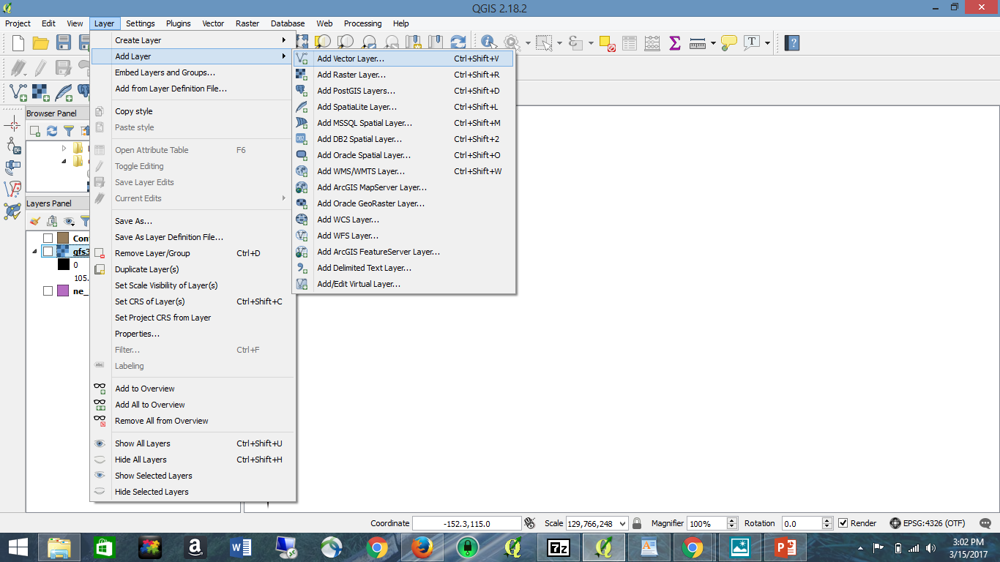 QGIS 2.18.2
Project Edit View Layer Settings Plugins Vector Raster Database Web Processing Help
Create Layer
Add Layer
Embed Layers and Groups...
Add from Layer Definition File...
Copy style
Paste style
Open Attribute Table F6
Toggle Editing
Save Layer Edits
Current Edits
Save As...
Save As Layer Definition File...
Remove Layer/Group Ctrl+D
Duplicate Layer(s)
Set Scale Visibility of Layer(s)
Set CRS of Layer(s) Ctrl+Shift+C
Set Project CRS from Layer
Properties...
Filter... Ctrl+F
abc Labeling
Add to Overview
Add All to Overview
Remove All from Overview
Show All Layers Ctrl+Shift+U
Hide All Layers Ctrl+Shift+H
Show Selected Layers
Hide Selected Layers
Add Vector Layer... Ctrl+Shift+V
Add Raster Layer... Ctrl+Shift+R
Add PostGIS Layers... Ctrl+Shift+D
Add SpatiaLite Layer... Ctrl+Shift+L
Add MSSQL Spatial Layer... Ctrl+Shift+M
DB2 Add DB2 Spatial Layer... Ctrl+Shift+2
Add Oracle Spatial Layer... Ctrl+Shift+O
Add WMS/WMTS Layer... Ctrl+Shift+W
Add ArcGIS MapServer Layer...
Add Oracle GeoRaster Layer...
Add WCS Layer...
Add WFS Layer...
Add ArcGIS FeatureServer Layer...
Add Delimited Text Layer...
Add/Edit Virtual Layer...
Browser Panel
Layers Panel
Con
gfs3
0
105.
ne_
Coordinate -152.3,115.0 Scale 129,766,248 Magnifier 100% Rotation 0.0 Render EPSG:4326 (OTF)
7z
3:02 PM
3/15/2017